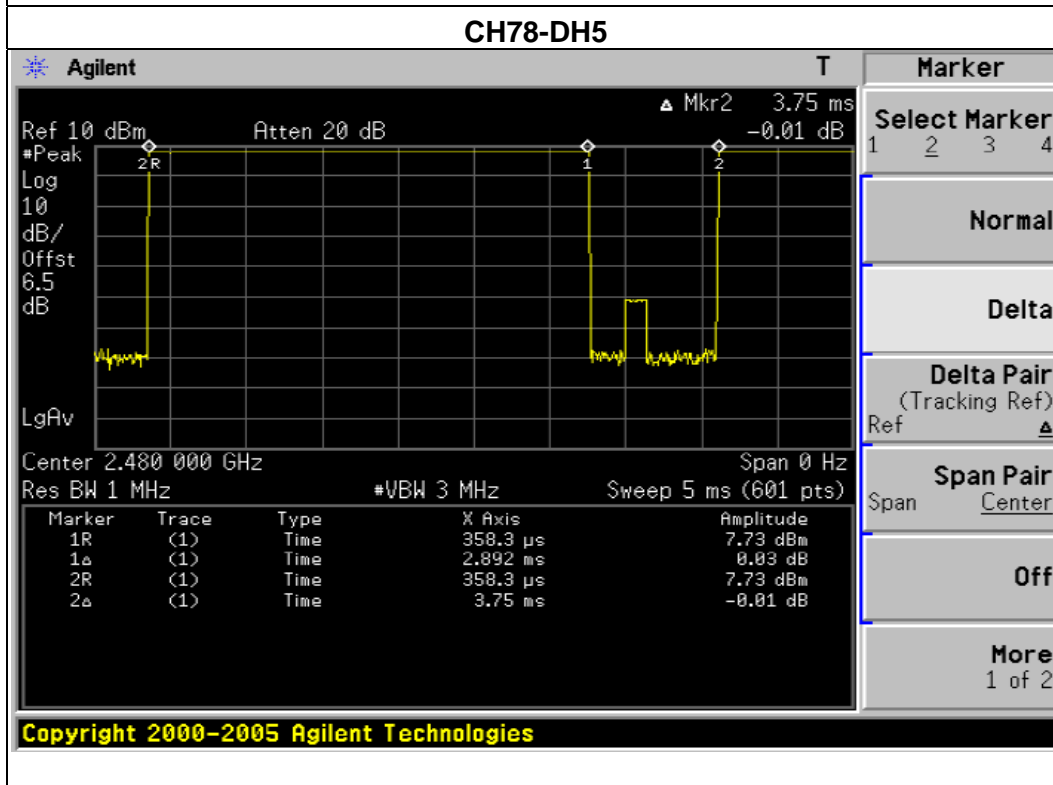 CH78-DH5
Agilent T
▵ Mkr2 3.75 ms
Ref 10 dBm Atten 20 dB -0.01 dB
#Peak
Log
10
dB/
Offst
6.5
dB
LgAv
2R 1 2
Center 2.480 000 GHz Span 0 Hz
Res BW 1 MHz #VBW 3 MHz Sweep 5 ms (601 pts)
Marker Trace Type X Axis Amplitude
1R (1) Time 358.3 µs 7.73 dBm
1▵ (1) Time 2.892 ms 0.03 dB
2R (1) Time 358.3 µs 7.73 dBm
2▵ (1) Time 3.75 ms -0.01 dB
Copyright 2000-2005 Agilent Technologies
Marker
Select Marker
1 2 3 4
Normal
Delta
Delta Pair
(Tracking Ref)
Ref ▵
Span Pair
Span Center
Off
More
1 of 2